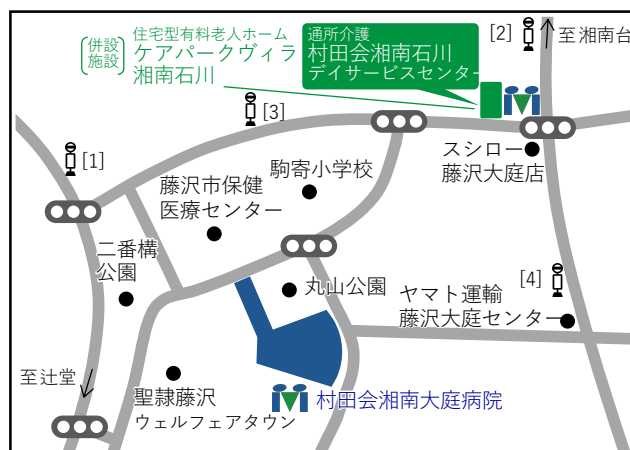 併設
施設
住宅型有料老人ホーム
ケアパークヴィラ
湘南石川
通所介護
村田会湘南石川
デイサービスセンター
[2]
至湘南台
[3]
[1]
スシロー
藤沢大庭店
駒寄小学校
藤沢市保健
医療センター
二番構
公園
丸山公園
[4]
ヤマト運輸
藤沢大庭センター
至辻堂
聖隷藤沢
ウェルフェアタウン
村田会湘南大庭病院